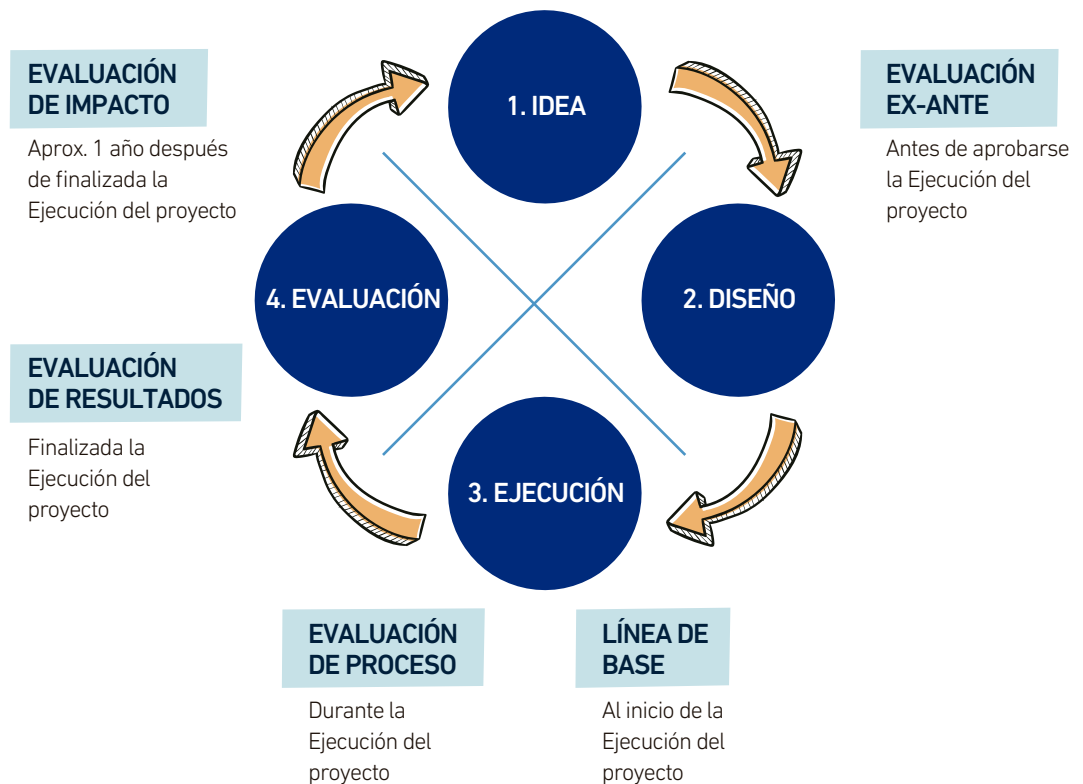 EVALUACIÓN
DE IMPACTO
Aprox. 1 año después
de finalizada la
Ejecución del proyecto
1. IDEA
EVALUACIÓN
EX-ANTE
Antes de aprobarse
la Ejecución del
proyecto
4. EVALUACIÓN
2. DISEÑO
EVALUACIÓN
DE RESULTADOS
Finalizada la
Ejecución del
proyecto
3. EJECUCIÓN
EVALUACIÓN
DE PROCESO
Durante la
Ejecución del
proyecto
LÍNEA DE
BASE
Al inicio de la
Ejecución del
proyecto